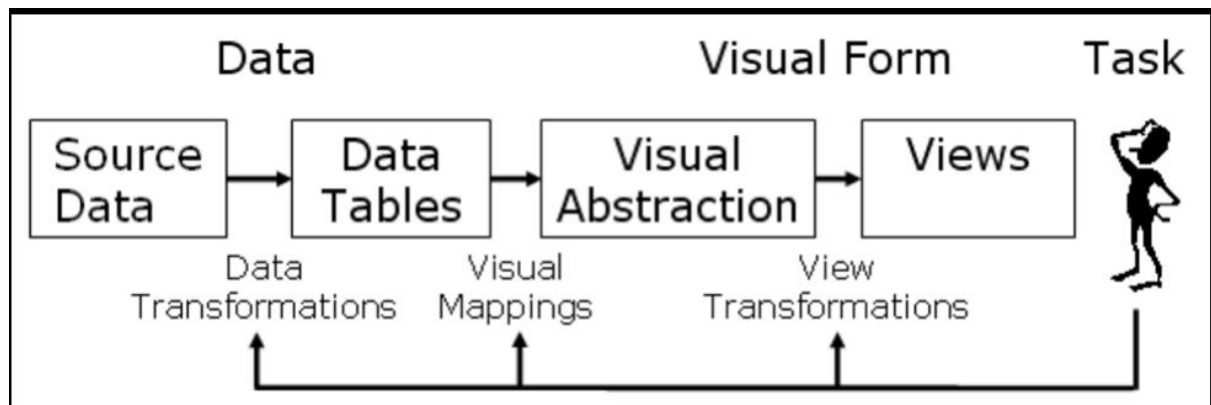 Data
Visual Form
Task
Source
Data
Data
Tables
Visual
Abstraction
Views
Data
Transformations
Visual
Mappings
View
Transformations